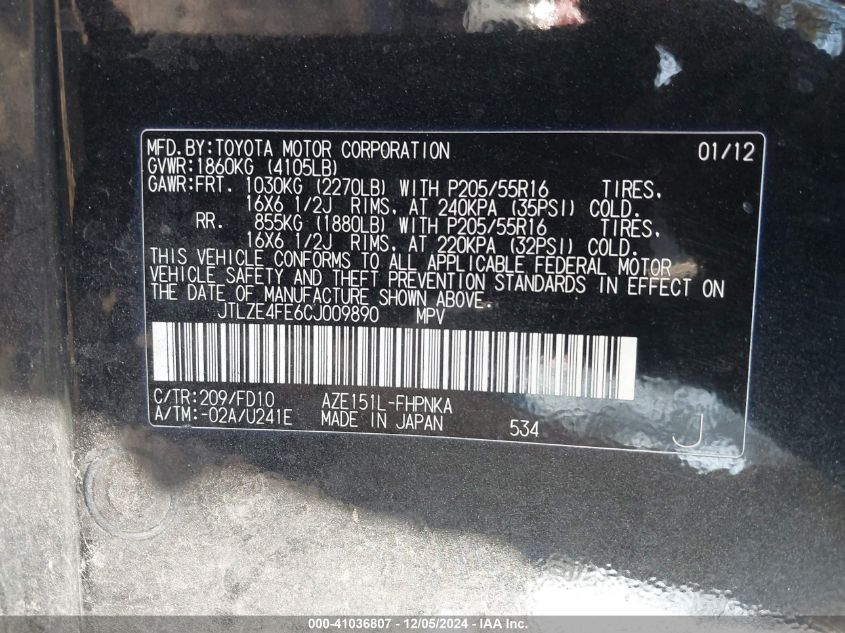 MFD.BY:TOYOTA MOTOR CORPORATION 01/12
GVWR:1860KG (4105LB)
GAWR:FRT. 1030KG (2270LB) WITH P205/55R16 TIRES,
16X6 1/2J RIMS, AT 240KPA (35PSI) COLD.
RR. 855KG (1880LB) WITH P205/55R16 TIRES,
16X6 1/2J RIMS, AT 220KPA (32PSI) COLD.
THIS VEHICLE CONFORMS TO ALL APPLICABLE FEDERAL MOTOR
VEHICLE SAFETY AND THEFT PREVENTION STANDARDS IN EFFECT ON
THE DATE OF MANUFACTURE SHOWN ABOVE.
JTLZE4FE6CJ009890 MPV
C/TR:209/FD10 AZE151L-FHPNKA
A/TM:-02A/U241E MADE IN JAPAN 534 J
000-41036807 - 12/05/2024 - IAA Inc.